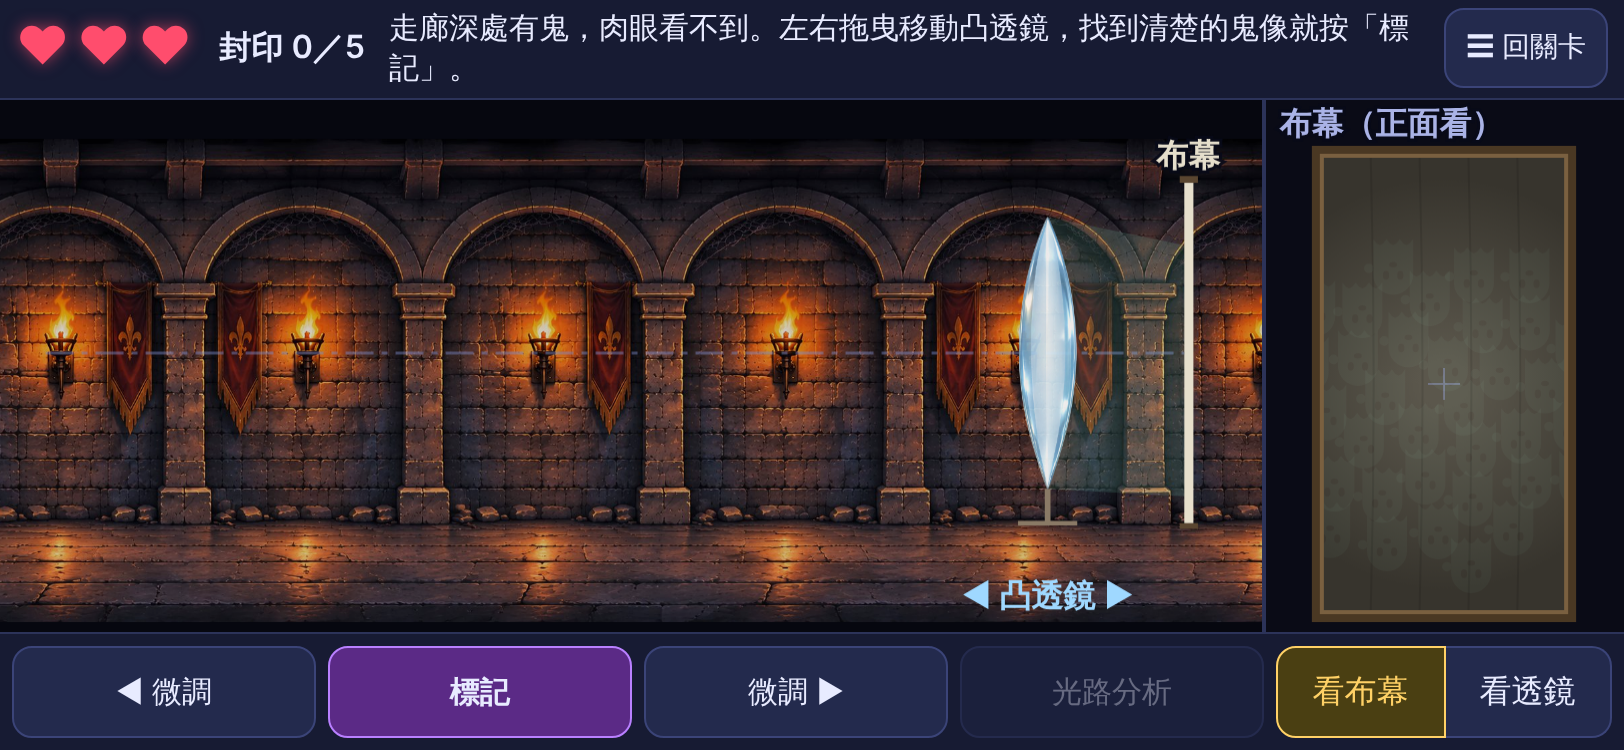 封印 0／5
走廊深處有鬼，肉眼看不到。左右拖曳移動凸透鏡，找到清楚的鬼像就按「標
記」。
☰ 回關卡
布幕（正面看）
布幕
◀ 凸透鏡 ▶
◀ 微調
標記
微調 ▶
光路分析
看布幕
看透鏡